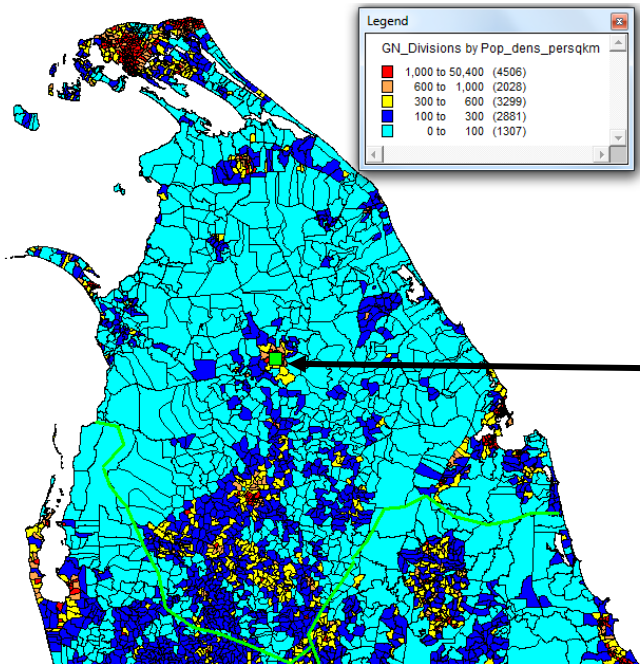 Legend
GN_Divisions by Pop_dens_persqkm
1,000 to 50,400 (4506)
600 to 1,000 (2028)
300 to 600 (3299)
100 to 300 (2881)
0 to 100 (1307)